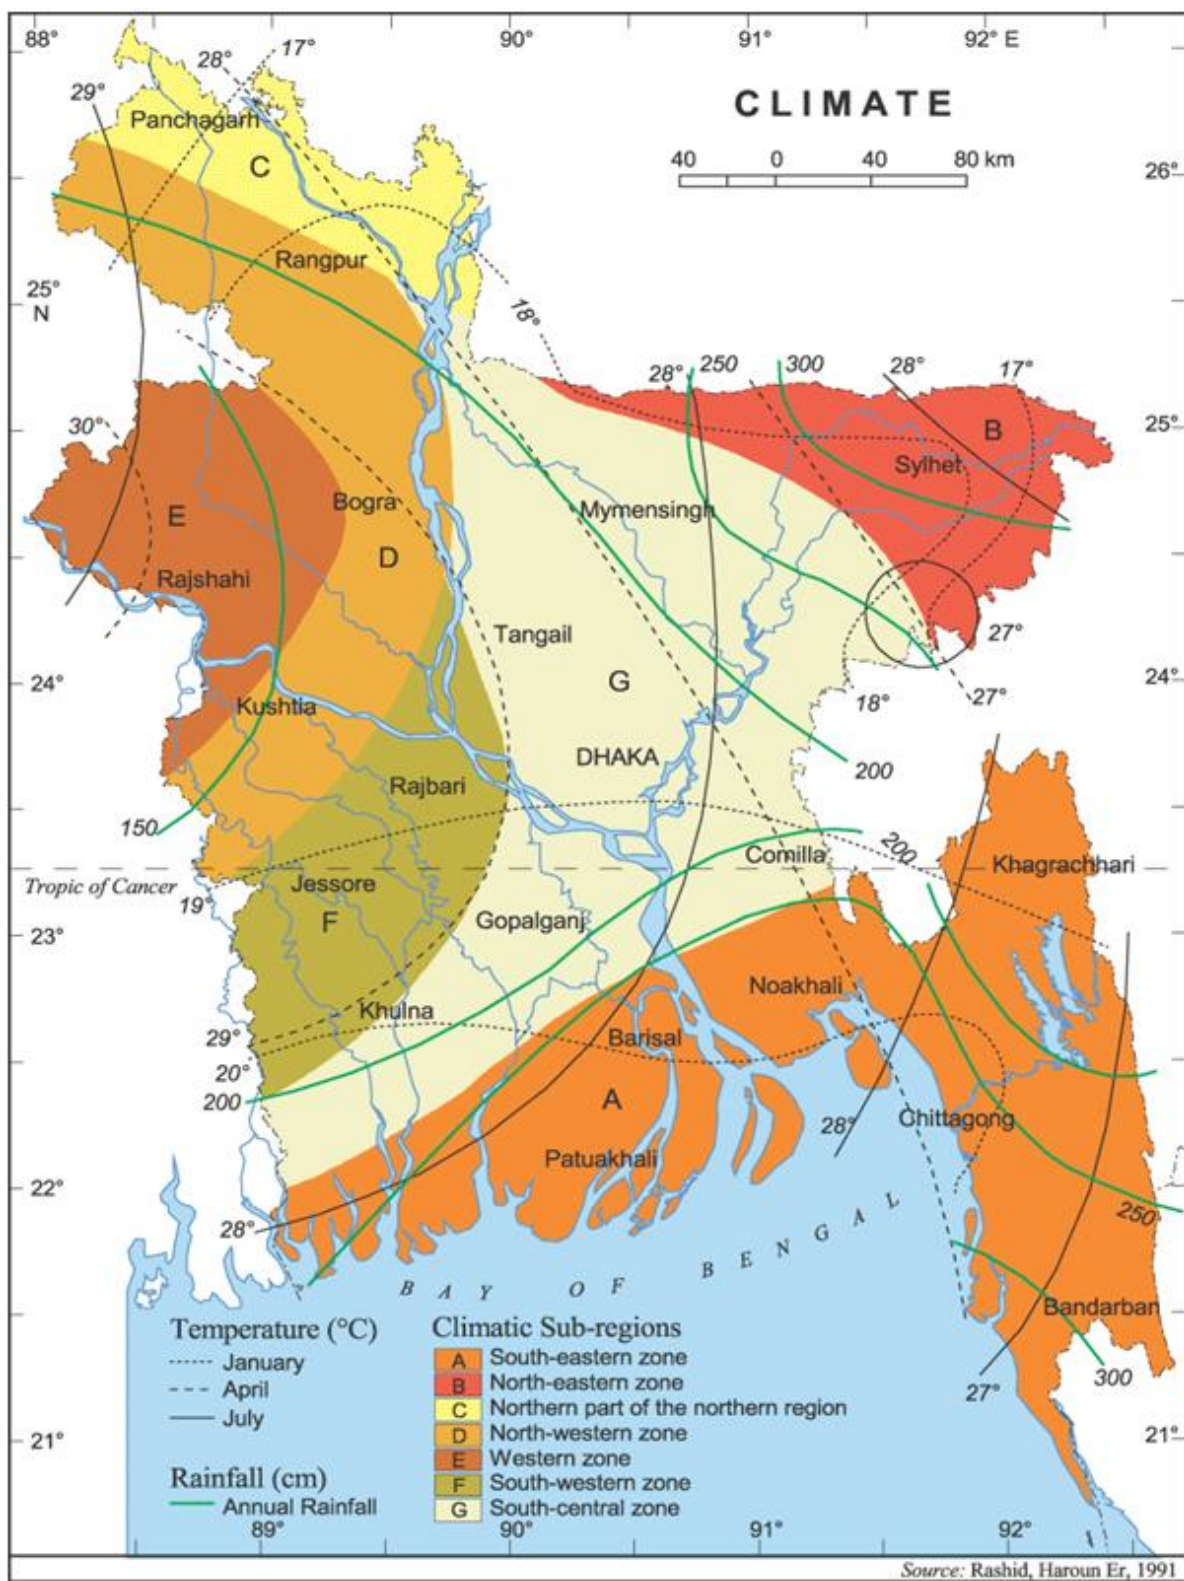 88°
90°
91°
92° E
CLIMATE
40 0 40 80 km
17°
28°
29°
Panchagarh
C
26°
Rangpur
25°
N
18°
28°
250
300
28°
17°
30°
B
25°
Sylhet
Bogra
Mymensingh
E
D
Rajshahi
Tangail
27°
24°
G
24°
18°
27°
Kushtia
DHAKA
200
Rajbari
150
Comilla
200
Khagrachhari
Tropic of Cancer
Jessore
19°
F
Gopalganj
23°
23°
Noakhali
Khulna
29°
Barisal
20°
200
A
Chittagong
28°
Patuakhali
22°
22°
28°
250
BAY OF BENGAL
Bandarban
27°
300
Temperature (°C)
January
April
July
Rainfall (cm)
Annual Rainfall
Climatic Sub-regions
A South-eastern zone
B North-eastern zone
C Northern part of the northern region
D North-western zone
E Western zone
F South-western zone
G South-central zone
21°
21°
89°
90°
91°
92°
Source: Rashid, Haroun Er, 1991